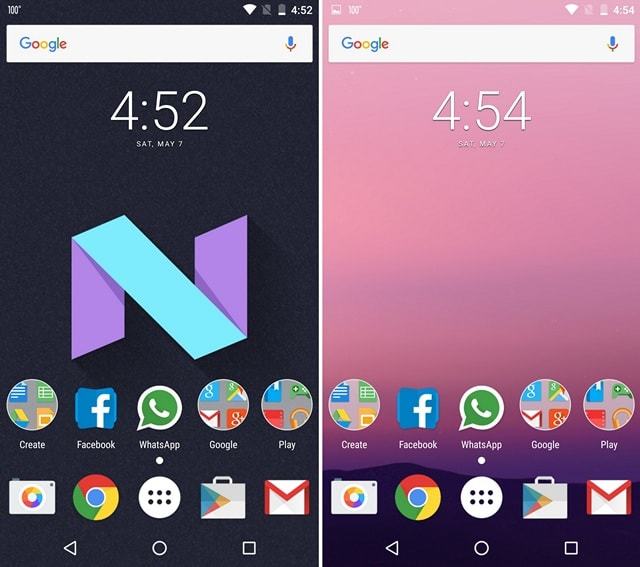 100°
4:52
Google
4:52
SAT, MAY 7
N
Create
Facebook
WhatsApp
Google
Play
100°
4:54
Google
4:54
SAT, MAY 7
Create
Facebook
WhatsApp
Google
Play